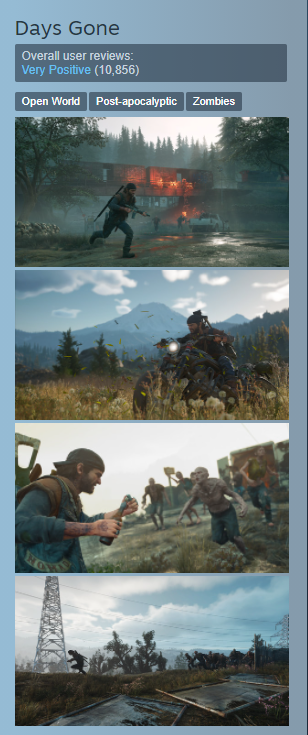 Days Gone
Overall user reviews:
Very Positive (10,856)
Open World Post-apocalyptic Zombies